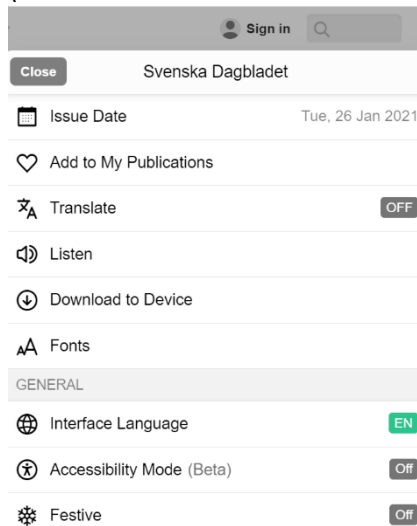 Sign in
Close Svenska Dagbladet
Issue Date Tue, 26 Jan 2021
Add to My Publications
Translate OFF
Listen
Download to Device
Fonts
GENERAL
Interface Language EN
Accessibility Mode (Beta) Off
Festive Off